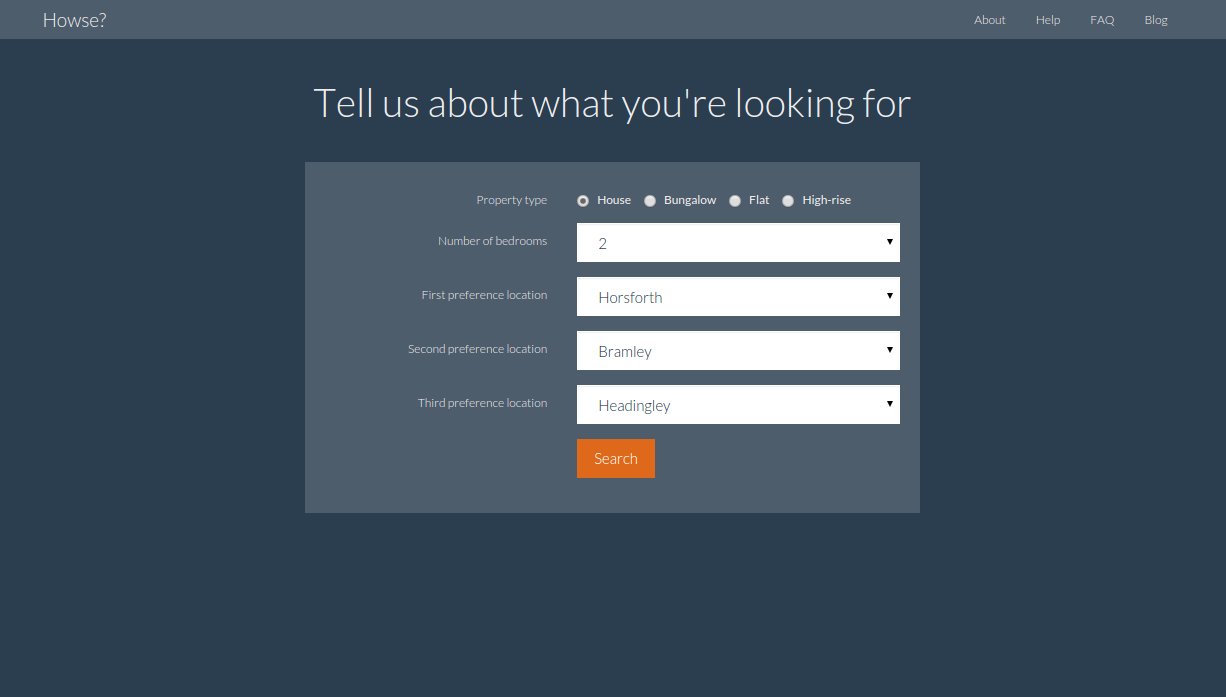 Howse?
About Help FAQ Blog
Tell us about what you're looking for
Property type House Bungalow Flat High-rise
Number of bedrooms 2
First preference location Horsforth
Second preference location Bramley
Third preference location Headingley
Search